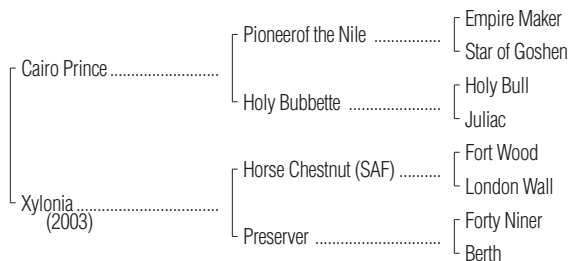 Empire Maker
Pioneerof the Nile ..................
Star of Goshen
Cairo Prince .........................
Holy Bull
Holy Bubbette .....................
Juliac
Fort Wood
Horse Chestnut (SAF) .........
London Wall
Xylonia .................................
(2003)
Forty Niner
Preserver .............................
Berth